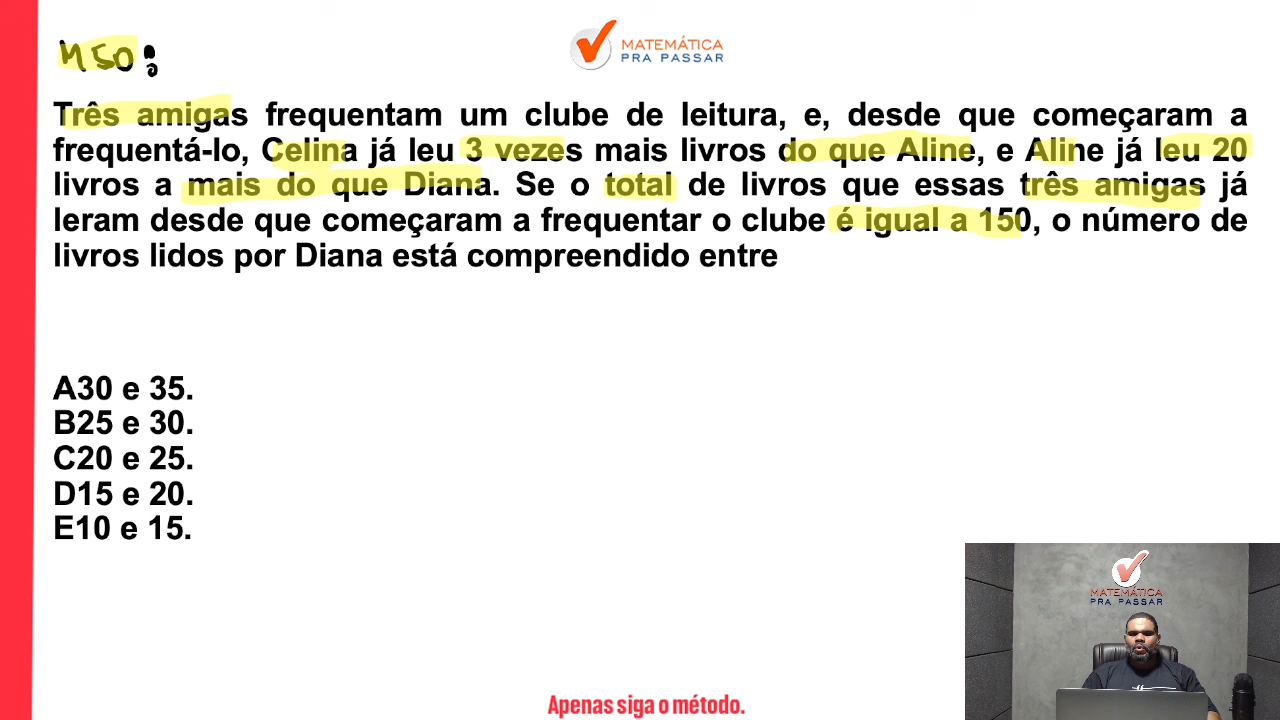 M50:
MATEMÁTICA
PRA PASSAR
Três amigas frequentam um clube de leitura, e, desde que começaram a
frequentá-lo, Celina já leu 3 vezes mais livros do que Aline, e Aline já leu 20
livros a mais do que Diana. Se o total de livros que essas três amigas já
leram desde que começaram a frequentar o clube é igual a 150, o número de
livros lidos por Diana está compreendido entre
A30 e 35.
B25 e 30.
C20 e 25.
D15 e 20.
E10 e 15.
MATEMÁTICA
PRA PASSAR
Apenas siga o método.